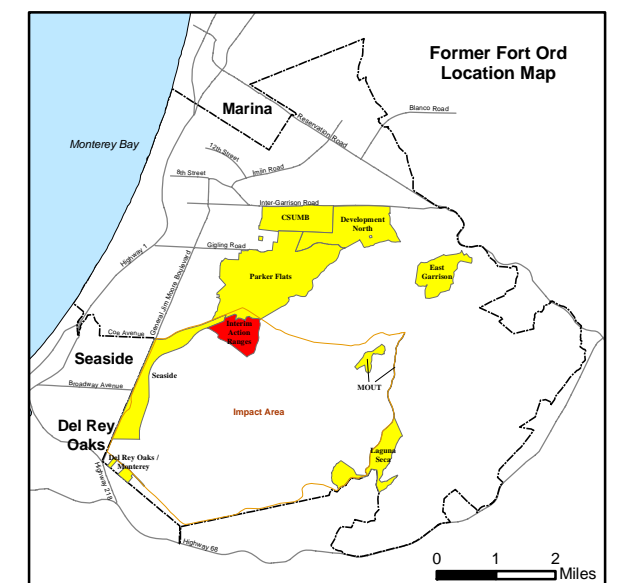 Former Fort Ord
Location Map
Marina
Blanco Road
Reservation Road
Monterey Bay
12th Street
8th Street
Imjin Road
Inter-Garrison Road
CSUMB
Development
North
Highway 1
General Jim Moore Boulevard
Gigling Road
Parker Flats
East
Garrison
Coe Avenue
Interim
Action
Ranges
Seaside
Seaside
Broadway Avenue
MOUT
Impact Area
Del Rey
Oaks
Del Rey Oaks /
Monterey
Laguna
Seca
Highway 218
Highway 68
0 1 2
Miles